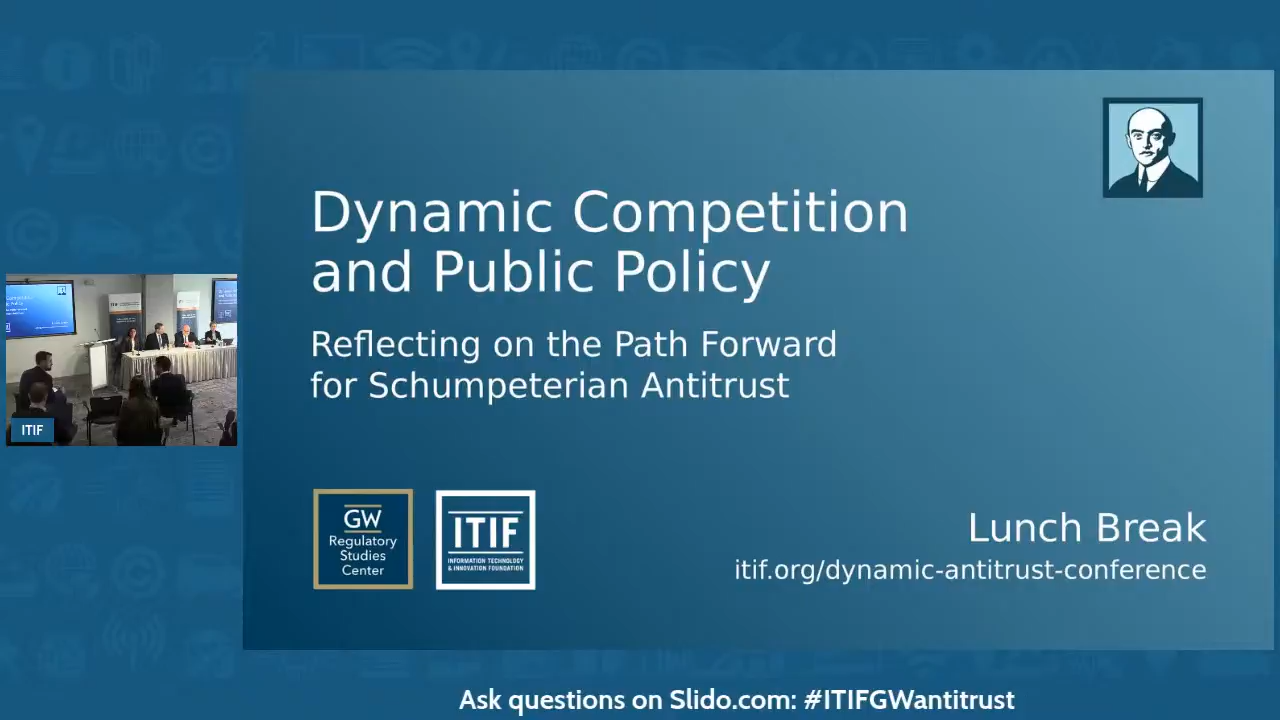 Dynamic Competition
and Public Policy
Reflecting on the Path Forward
for Schumpeterian Antitrust
ITIF
GW
Regulatory
Studies
Center
ITIF
INFORMATION TECHNOLOGY
& INNOVATION FOUNDATION
Lunch Break
itif.org/dynamic-antitrust-conference
Ask questions on Slido.com: #ITIFGWantitrust